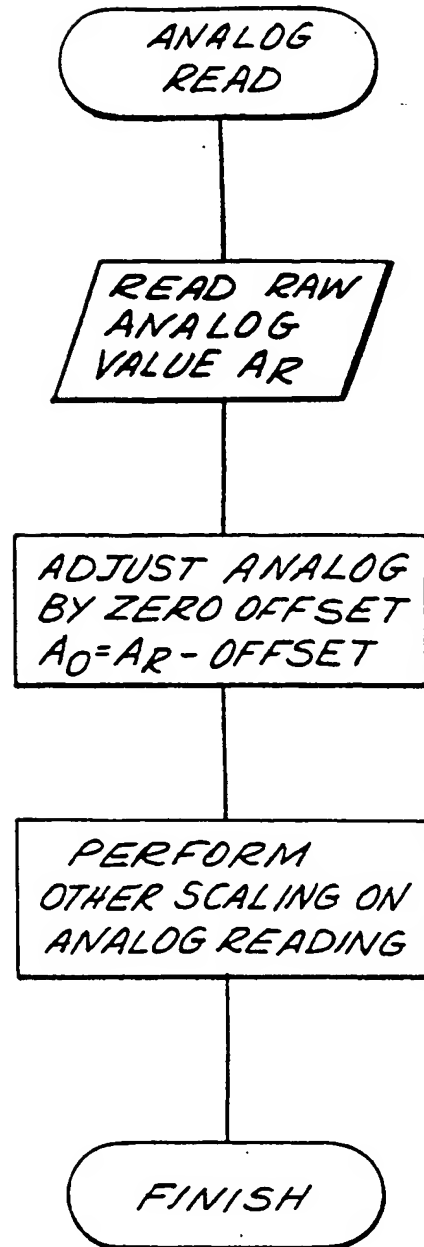 ANALOG
READ
READ RAW
ANALOG
VALUE AR
ADJUST ANALOG
BY ZERO OFFSET
AO=AR-OFFSET
PERFORM
OTHER SCALING ON
ANALOG READING
FINISH